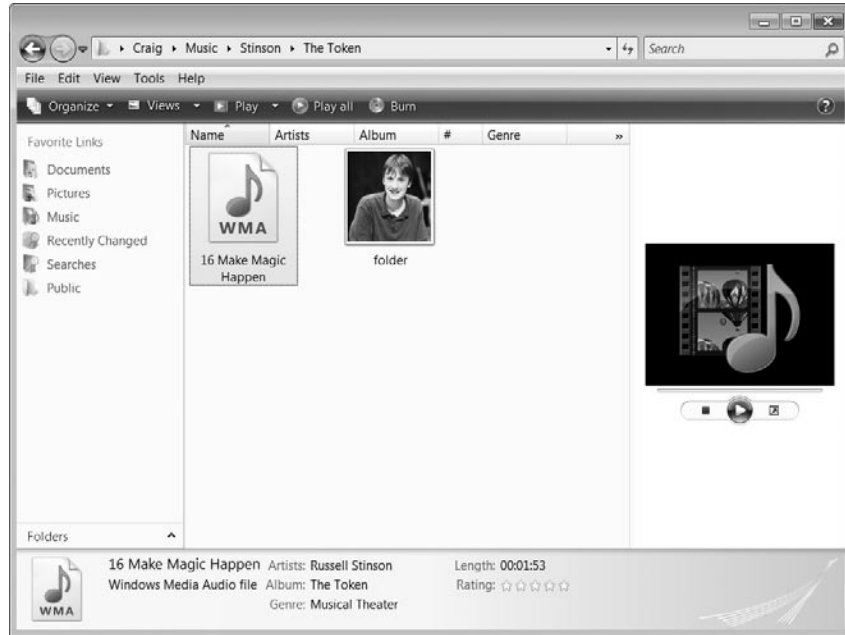 Craig Music Stinson The Token Search
File Edit View Tools Help
Organize Views Play Play all Burn ?
Favorite Links
Documents
Pictures
Music
Recently Changed
Searches
Public
Folders
Name Artists Album # Genre »
WMA
16 Make Magic
Happen
folder
WMA
16 Make Magic Happen Artists: Russell Stinson Length: 00:01:53
Windows Media Audio file Album: The Token Rating:
Genre: Musical Theater